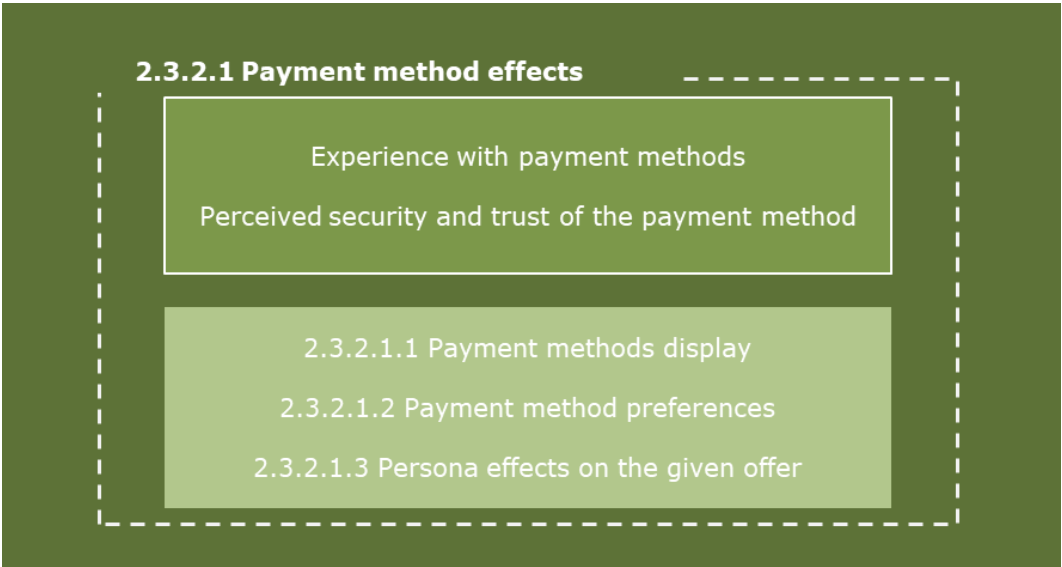 2.3.2.1 Payment method effects
Experience with payment methods
Perceived security and trust of the payment method
2.3.2.1.1 Payment methods display
2.3.2.1.2 Payment method preferences
2.3.2.1.3 Persona effects on the given offer